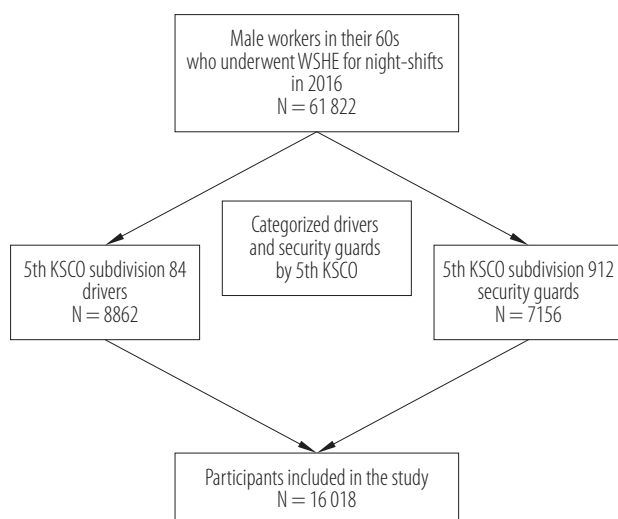 Male workers in their 60s
who underwent WSHE for night-shifts
in 2016
N = 61 822
Categorized drivers
and security guards
by 5th KSCO
5th KSCO subdivision 84
drivers
N = 8862
5th KSCO subdivision 912
security guards
N = 7156
Participants included in the study
N = 16 018